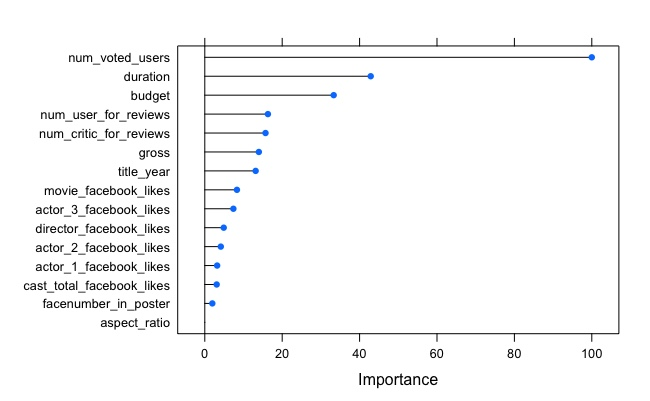 num_voted_users
duration
budget
num_user_for_reviews
num_critic_for_reviews
gross
title_year
movie_facebook_likes
actor_3_facebook_likes
director_facebook_likes
actor_2_facebook_likes
actor_1_facebook_likes
cast_total_facebook_likes
facenumber_in_poster
aspect_ratio
0 20 40 60 80 100
Importance